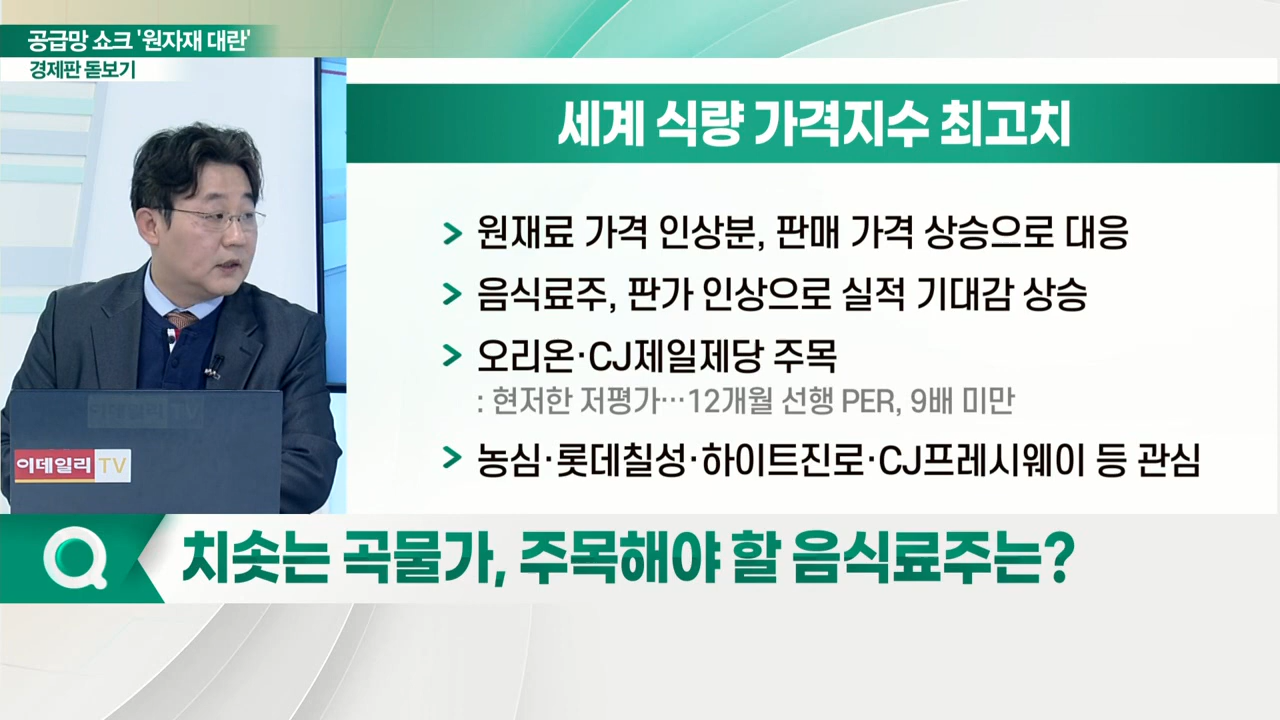 공급망 쇼크 '원자재 대란'
경제판 돋보기
세계 식량 가격지수 최고치
> 원재료 가격 인상분, 판매 가격 상승으로 대응
> 음식료주, 판가 인상으로 실적 기대감 상승
> 오리온·CJ제일제당 주목
: 현저한 저평가…12개월 선행 PER, 9배 미만
> 농심·롯데칠성·하이트진로·CJ프레시웨이 등 관심
이데일리 TV
이데일리 TV
Q 치솟는 곡물가, 주목해야 할 음식료주는?